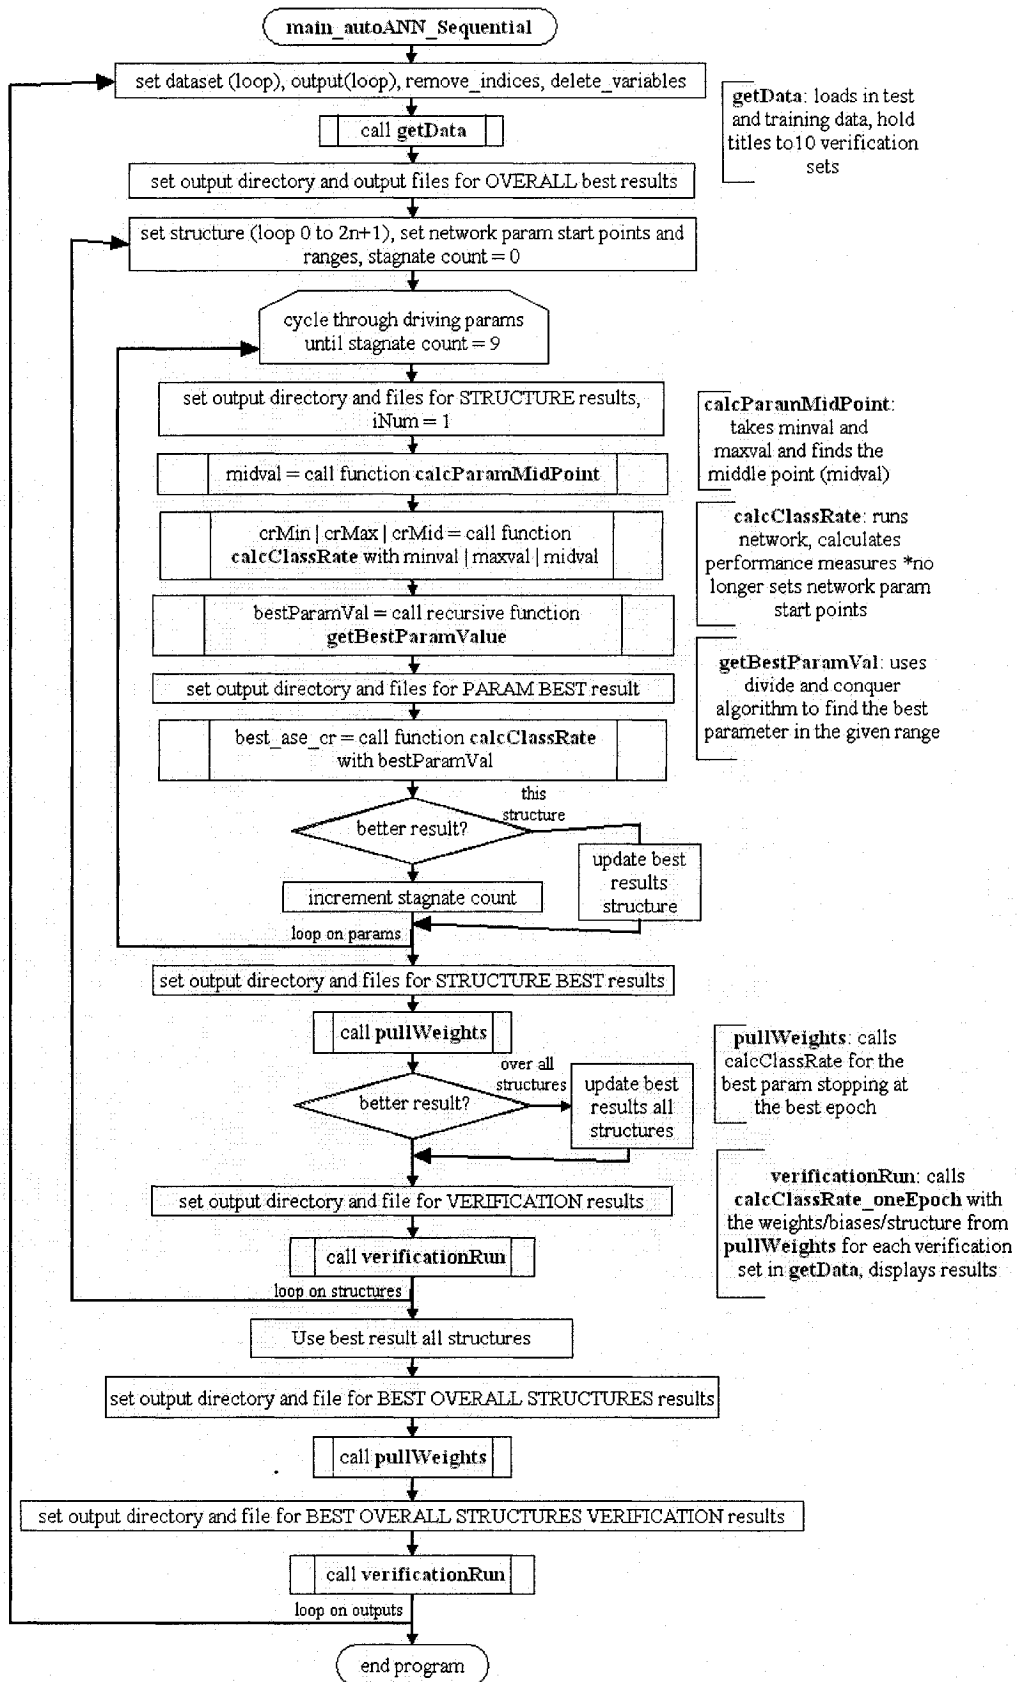 main_autoANN_Sequential
set dataset (loop), output(loop), remove_indices, delete_variables
call getData
getData: loads in test
and training data, hold
titles to10 verification
sets
set output directory and output files for OVERALL best results
set structure (loop 0 to 2n+1), set network param start points and
ranges, stagnate count = 0
cycle through driving params
until stagnate count = 9
set output directory and files for STRUCTURE results,
iNum = 1
calcParamMidPoint:
takes minval and
maxval and finds the
middle point (midval)
midval = call function calcParamMidPoint
crMin | crMax | crMid = call function
calcClassRate with minval | maxval | midval
calcClassRate: runs
network, calculates
performance measures *no
longer sets network param
start points
bestParamVal = call recursive function
getBestParamValue
getBestParamVal: uses
divide and conquer
algorithm to find the best
parameter in the given range
set output directory and files for PARAM BEST result
best_ase_cr = call function calcClassRate
with bestParamVal
this
structure
better result?
update best
results
structure
increment stagnate count
loop on params
set output directory and files for STRUCTURE BEST results
call pullWeights
pullWeights: calls
calcClassRate for the
best param stopping at
the best epoch
over all
structures
better result?
update best
results all
structures
set output directory and file for VERIFICATION results
verificationRun: calls
calcClassRate_oneEpoch with
the weights/biases/structure from
pullWeights for each verification
set in getData, displays results
call verificationRun
loop on structures
Use best result all structures
set output directory and file for BEST OVERALL STRUCTURES results
call pullWeights
set output directory and file for BEST OVERALL STRUCTURES VERIFICATION results
call verificationRun
loop on outputs
end program